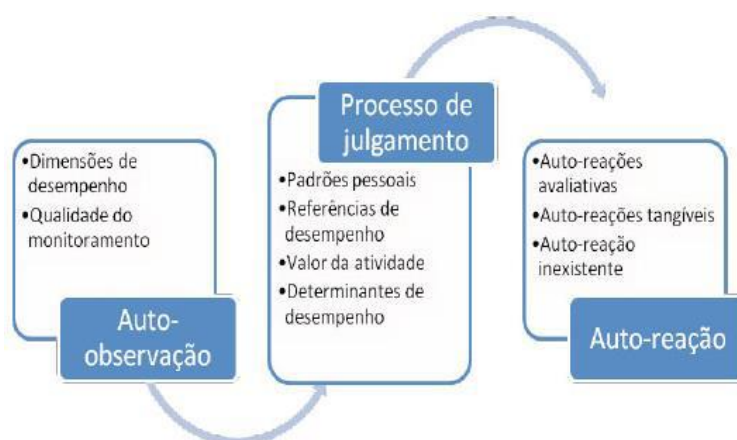 •Dimensões de
desempenho
•Qualidade do
monitoramento
Auto-
observação
Processo de
julgamento
•Padrões pessoais
•Referências de
desempenho
•Valor da atividade
•Determinantes de
desempenho
•Auto-reações
avaliativas
•Auto-reações tangíveis
•Auto-reação
inexistente
Auto-reação